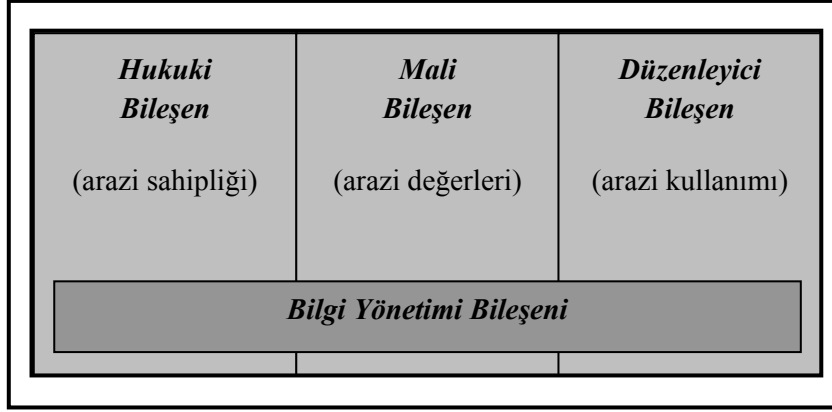 Hukuki
Bileşen
(arazi sahipliği)
Mali
Bileşen
(arazi değerleri)
Düzenleyici
Bileşen
(arazi kullanımı)
Bilgi Yönetimi Bileşeni